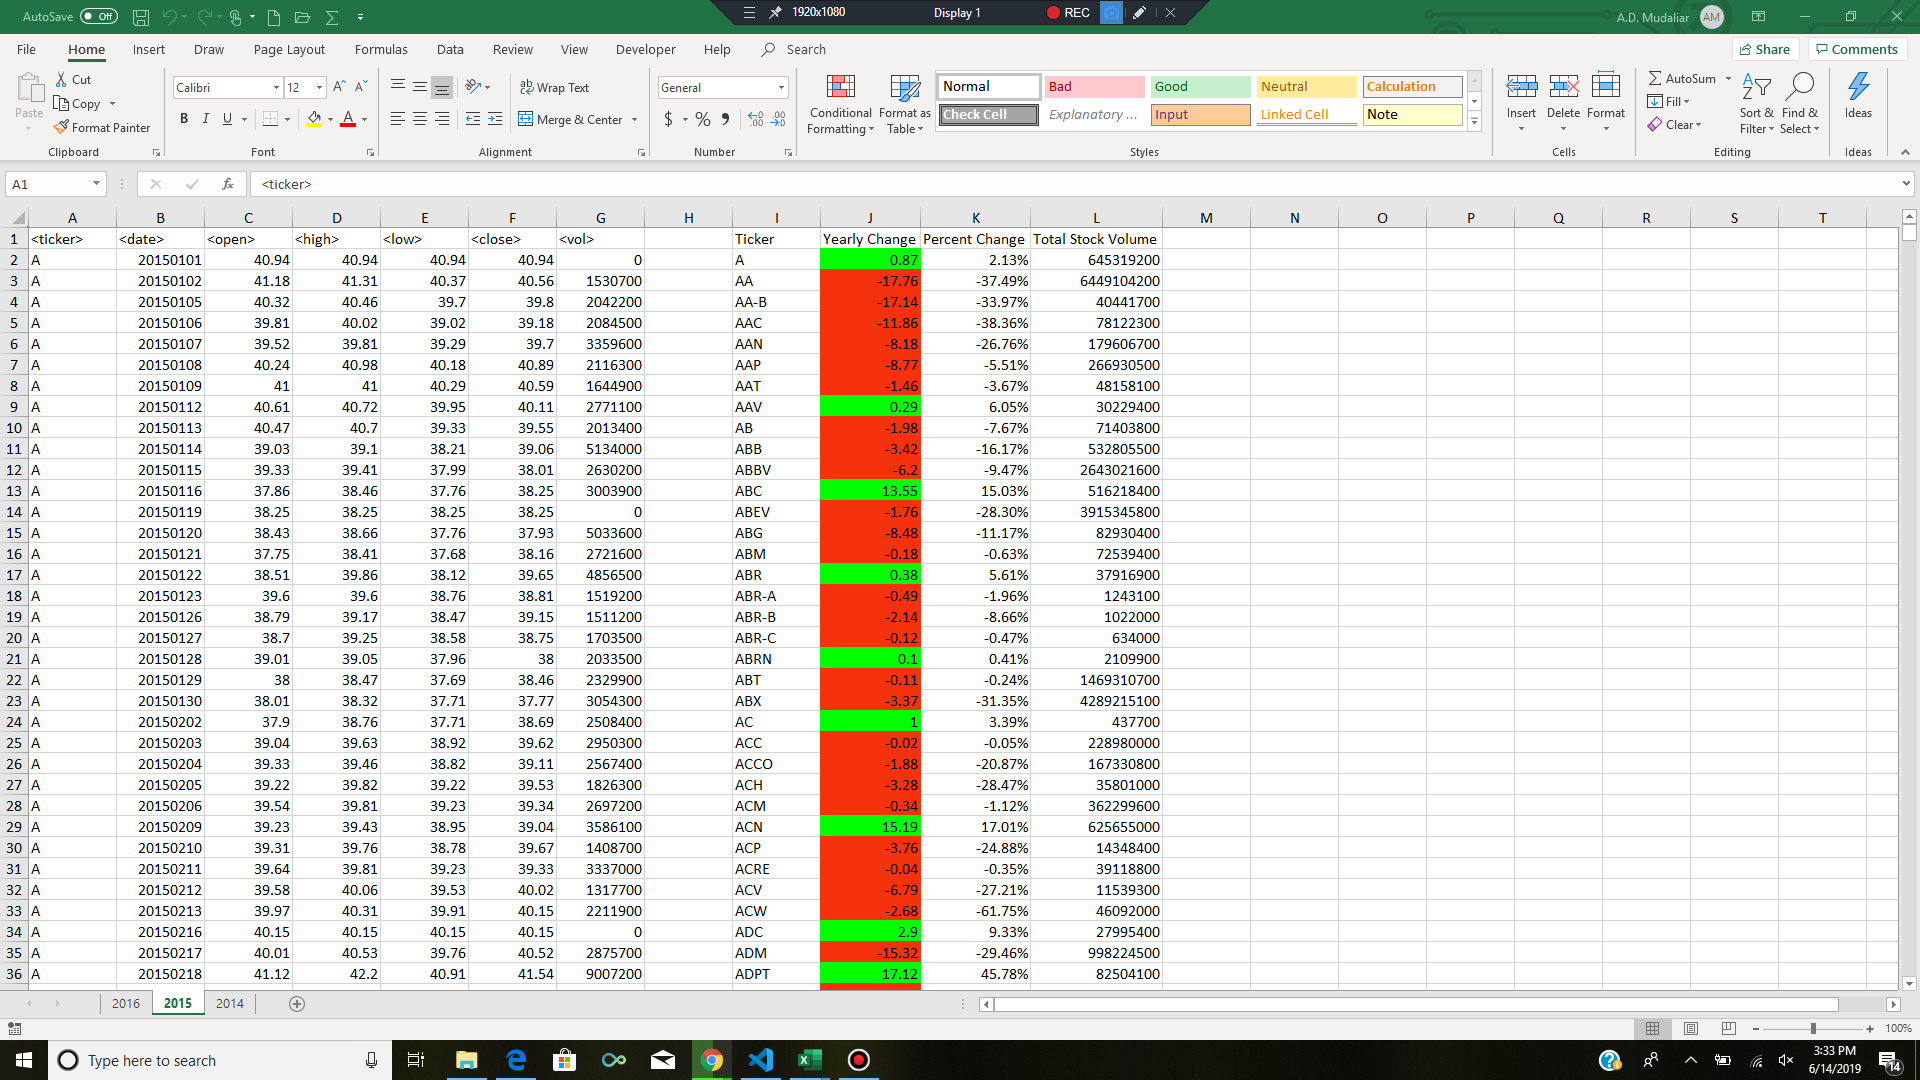 AutoSave Off
1920x1080 Display 1 REC
A.D. Mudaliar AM
File Home Insert Draw Page Layout Formulas Data Review View Developer Help Search Share Comments
Cut
Copy
Format Painter
Paste
Calibri 12
B I U A
Wrap Text
Merge & Center
General
$ % ,
Conditional Formatting
Format as Table
Normal Bad Good Neutral Calculation
Check Cell Explanatory ... Input Linked Cell Note
Insert Delete Format
AutoSum
Fill
Clear
Sort & Filter
Find & Select
Ideas
Clipboard Font Alignment Number Styles Cells Editing Ideas
A1 fx <ticker>
A B C D E F G H I J K L M N O P Q R S T
1 <ticker> <date> <open> <high> <low> <close> <vol> Ticker Yearly Change Percent Change Total Stock Volume
2 A 20150101 40.94 40.94 40.94 40.94 0 A 0.87 2.13% 645319200
3 A 20150102 41.18 41.31 40.37 40.56 1530700 AA -17.76 -37.49% 6449104200
4 A 20150105 40.32 40.46 39.7 39.8 2042200 AA-B -17.14 -33.97% 40441700
5 A 20150106 39.81 40.02 39.02 39.18 2084500 AAC -11.86 -38.36% 78122300
6 A 20150107 39.52 39.81 39.29 39.7 3359600 AAN -8.18 -26.76% 179606700
7 A 20150108 40.24 40.98 40.18 40.89 2116300 AAP -8.77 -5.51% 266930500
8 A 20150109 41 41 40.29 40.59 1644900 AAT -1.46 -3.67% 48158100
9 A 20150112 40.61 40.72 39.95 40.11 2771100 AAV 0.29 6.05% 30229400
10 A 20150113 40.47 40.7 39.33 39.55 2013400 AB -1.98 -7.67% 71403800
11 A 20150114 39.03 39.1 38.21 39.06 5134000 ABB -3.42 -16.17% 532805500
12 A 20150115 39.33 39.41 37.99 38.01 2630200 ABBV -6.2 -9.47% 2643021600
13 A 20150116 37.86 38.46 37.76 38.25 3003900 ABC 13.55 15.03% 516218400
14 A 20150119 38.25 38.25 38.25 38.25 0 ABEV -1.76 -28.30% 3915345800
15 A 20150120 38.43 38.66 37.76 37.93 5033600 ABG -8.48 -11.17% 82930400
16 A 20150121 37.75 38.41 37.68 38.16 2721600 ABM -0.18 -0.63% 72539400
17 A 20150122 38.51 39.86 38.12 39.65 4856500 ABR 0.38 5.61% 37916900
18 A 20150123 39.6 39.6 38.76 38.81 1519200 ABR-A -0.49 -1.96% 1243100
19 A 20150126 38.79 39.17 38.47 39.15 1511200 ABR-B -2.14 -8.66% 1022000
20 A 20150127 38.7 39.25 38.58 38.75 1703500 ABR-C -0.12 -0.47% 634000
21 A 20150128 39.01 39.05 37.96 38 2033500 ABRN 0.1 0.41% 2109900
22 A 20150129 38 38.47 37.69 38.46 2329900 ABT -0.11 -0.24% 1469310700
23 A 20150130 38.01 38.32 37.71 37.77 3054300 ABX -3.37 -31.35% 4289215100
24 A 20150202 37.9 38.76 37.71 38.69 2508400 AC 1 3.39% 437700
25 A 20150203 39.04 39.63 38.92 39.62 2950300 ACC -0.02 -0.05% 228980000
26 A 20150204 39.33 39.46 38.82 39.11 2567400 ACCO -1.88 -20.87% 167330800
27 A 20150205 39.22 39.82 39.22 39.53 1826300 ACH -3.28 -28.47% 35801000
28 A 20150206 39.54 39.81 39.23 39.34 2697200 ACM -0.34 -1.12% 362299600
29 A 20150209 39.23 39.43 38.95 39.04 3586100 ACN 15.19 17.01% 625655000
30 A 20150210 39.31 39.76 38.78 39.67 1408700 ACP -3.76 -24.88% 14348400
31 A 20150211 39.64 39.81 39.23 39.33 3337000 ACRE -0.04 -0.35% 39118800
32 A 20150212 39.58 40.06 39.53 40.02 1317700 ACV -6.79 -27.21% 11539300
33 A 20150213 39.97 40.31 39.91 40.15 2211900 ACW -2.68 -61.75% 46092000
34 A 20150216 40.15 40.15 40.15 40.15 0 ADC 2.9 9.33% 27995400
35 A 20150217 40.01 40.53 39.76 40.52 2875700 ADM -15.32 -29.46% 998224500
36 A 20150218 41.12 42.2 40.91 41.54 9007200 ADPT 17.12 45.78% 82504100
2016 2015 2014
100%
Type here to search
3:33 PM
6/14/2019
14